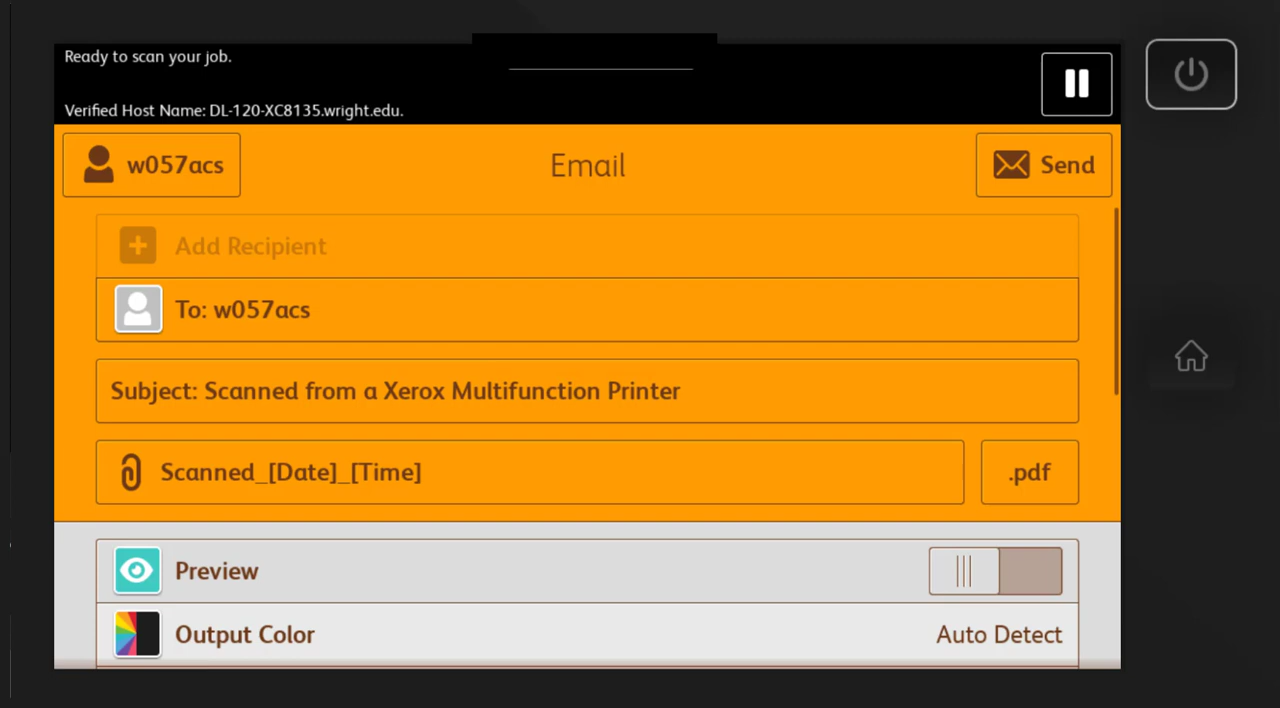 Ready to scan your job.
Verified Host Name: DL-120-XC8135.wright.edu.
w057acs
Email
Send
Add Recipient
To: w057acs
Subject: Scanned from a Xerox Multifunction Printer
Scanned_[Date]_[Time]
.pdf
Preview
Output Color
Auto Detect